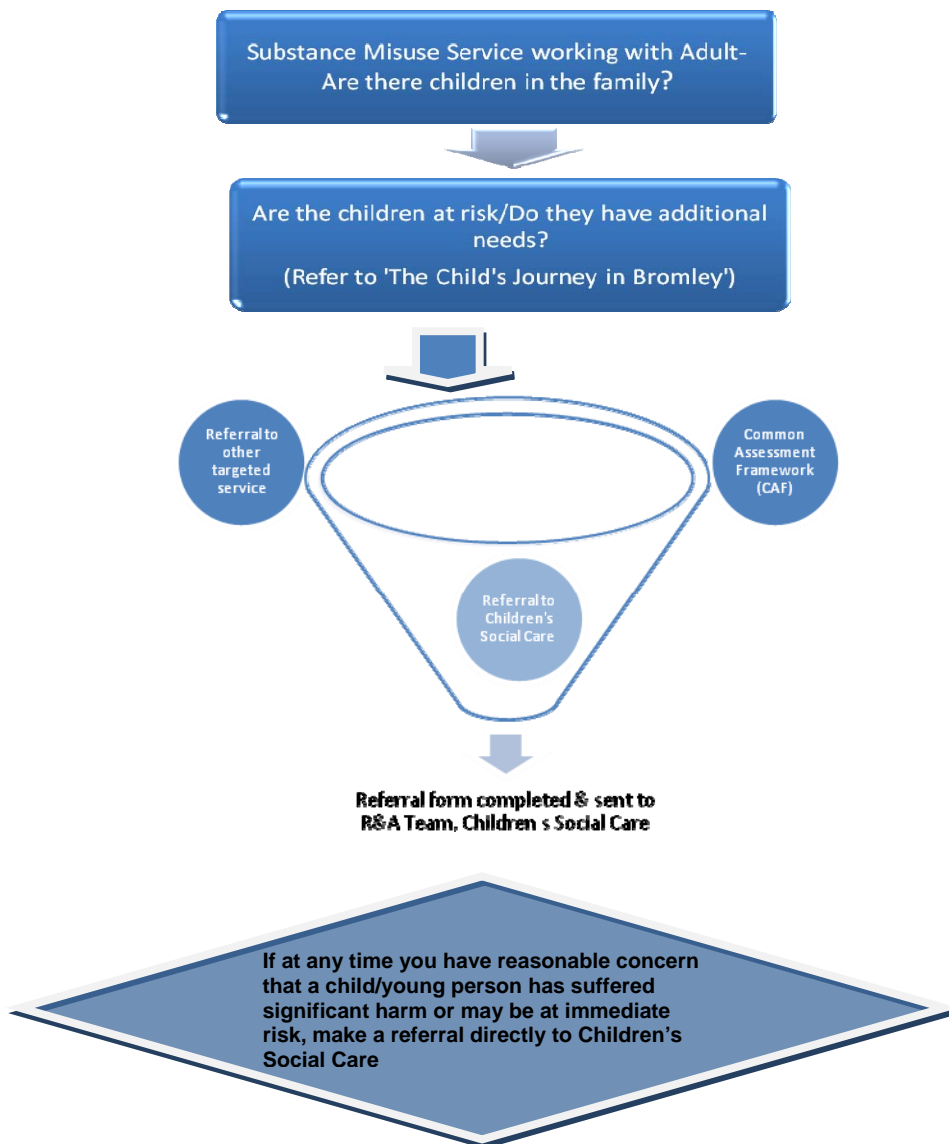 Substance Misuse Service working with Adult-
Are there children in the family?
Are the children at risk/Do they have additional
needs?
(Refer to 'The Child's Journey in Bromley')
Referral to
other
targeted
service
Common
Assessment
Framework
(CAF)
Referral to
Children's
Social Care
Referral form completed & sent to
R&A Team, Children s Social Care
If at any time you have reasonable concern
that a child/young person has suffered
significant harm or may be at immediate
risk, make a referral directly to Children’s
Social Care